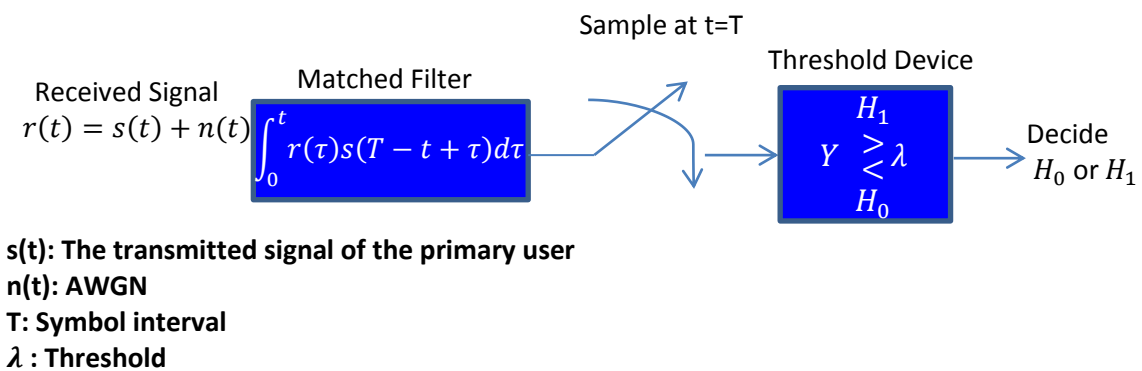 Sample at t=T
Threshold Device
Matched Filter
Received Signal
r(t) = s(t) + n(t)
∫₀ᵗ r(τ)s(T − t + τ)dτ
H₁
Y ≷ λ
H₀
Decide
H₀ or H₁
s(t): The transmitted signal of the primary user
n(t): AWGN
T: Symbol interval
λ : Threshold